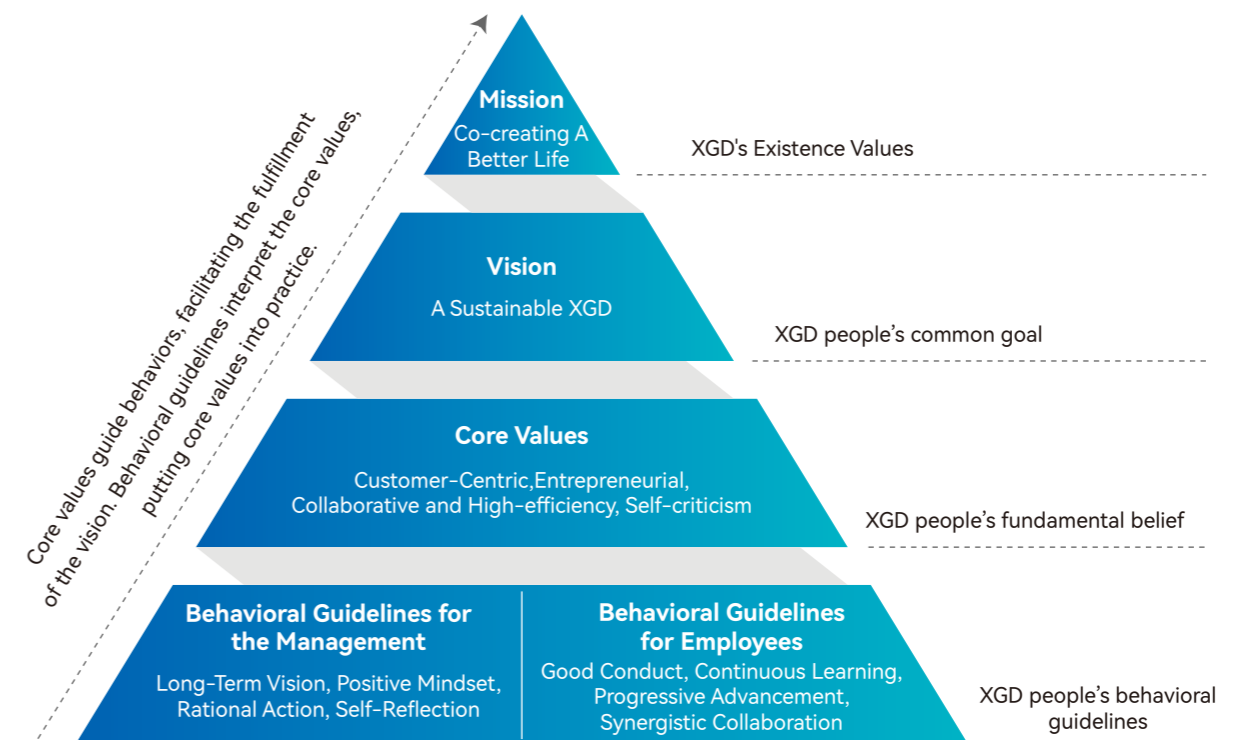 Mission
Co-creating A
Better Life
XGD's Existence Values
Core values guide behaviors, facilitating the fulfillment
of the vision. Behavioral guidelines interpret the core values,
putting core values into practice.
Vision
A Sustainable XGD
XGD people’s common goal
Core Values
Customer-Centric,Entrepreneurial,
Collaborative and High-efficiency, Self-criticism
XGD people’s fundamental belief
Behavioral Guidelines for
the Management
Long-Term Vision, Positive Mindset,
Rational Action, Self-Reflection
Behavioral Guidelines
for Employees
Good Conduct, Continuous Learning,
Progressive Advancement,
Synergistic Collaboration
XGD people’s behavioral
guidelines